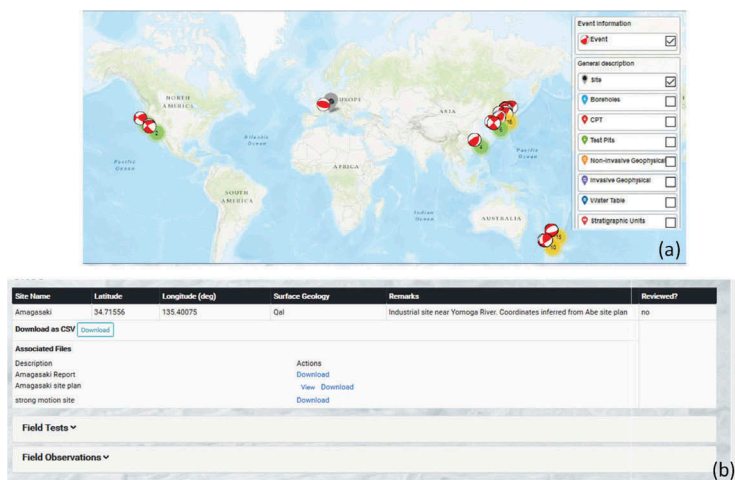 Event Information
Event
General description
Site
Boreholes
CPT
Test Pits
Non-Invasive Geophysical
Invasive Geophysical
Water Table
Stratigraphic Units
NORTH
AMERICA
EUROPE
ASIA
Atlantic
Ocean
Pacific
Ocean
Pacific
Ocean
AFRICA
SOUTH
AMERICA
Indian
Ocean
AUSTRALIA
2
10
(a)
Site Name Latitude Longitude (deg) Surface Geology Remarks Reviewed?
Amagasaki 34.71556 135.40075 Qal Industrial site near Yomoga River. Coordinates inferred from Abe site plan no
Download as CSV Download
Associated Files
Description Actions
Amagasaki Report Download
Amagasaki site plan View Download
strong motion site Download
Field Tests
Field Observations
(b)